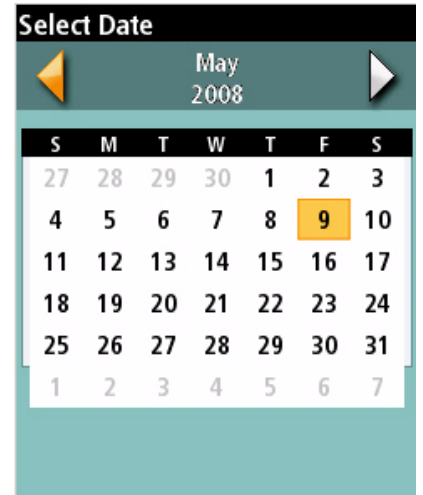 Select Date
May
2008
S M T W T F S
27 28 29 30 1 2 3
4 5 6 7 8 9 10
11 12 13 14 15 16 17
18 19 20 21 22 23 24
25 26 27 28 29 30 31
1 2 3 4 5 6 7